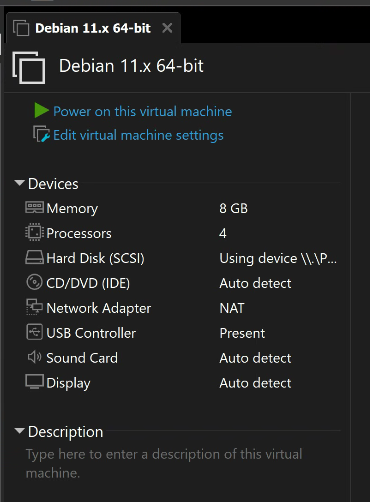 Debian 11.x 64-bit
Debian 11.x 64-bit
Power on this virtual machine
Edit virtual machine settings
Devices
Memory 8 GB
Processors 4
Hard Disk (SCSI) Using device \\.\P...
CD/DVD (IDE) Auto detect
Network Adapter NAT
USB Controller Present
Sound Card Auto detect
Display Auto detect
Description
Type here to enter a description of this virtual
machine.